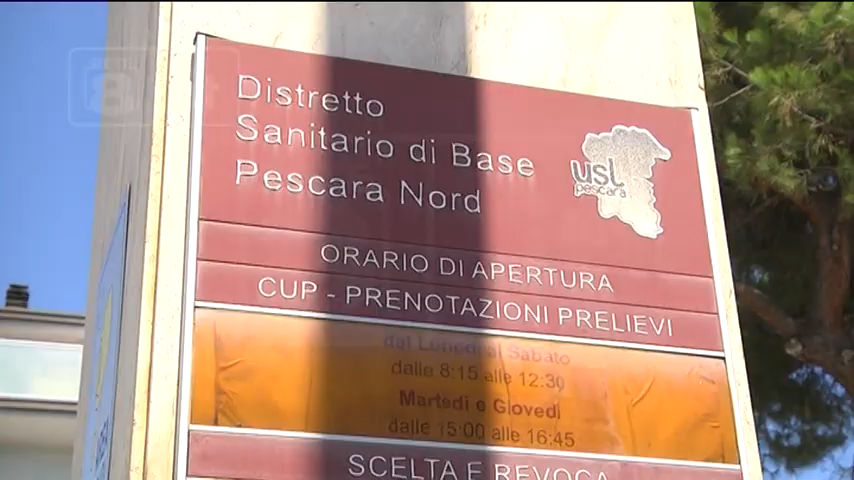 Distretto
Sanitario di Base
Pescara Nord
usl
pescara
ORARIO DI APERTURA
CUP - PRENOTAZIONI PRELIEVI
dal Lunedì al Sabato
dalle 8:15 alle 12:30
Martedì e Giovedì
dalle 15:00 alle 16:45
SCELTA E REVOCA